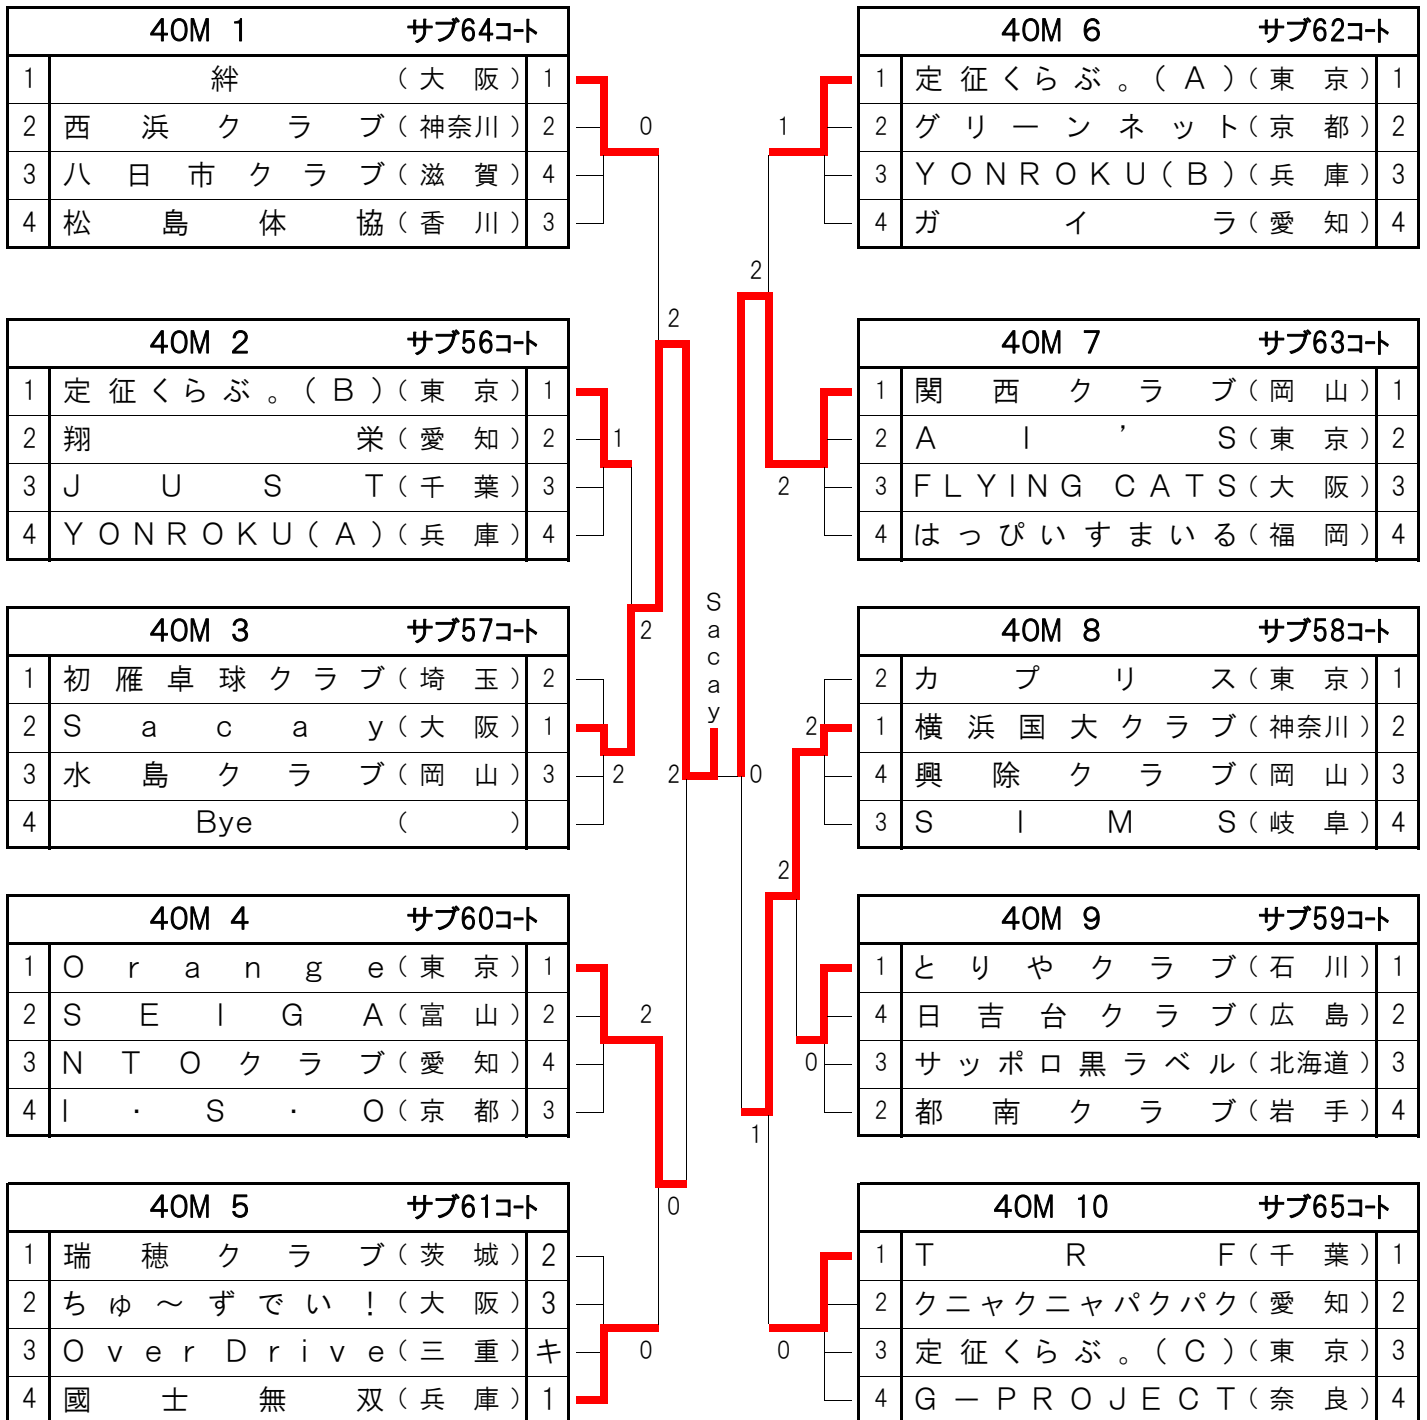 40M 1 サブ64コート
1 絆 (大 阪) 1
2 西浜クラブ (神奈川) 2
3 八日市クラブ (滋 賀) 4
4 松島体協 (香 川) 3
40M 2 サブ56コート
1 定征くらぶ。(B) (東 京) 1
2 翔栄 (愛 知) 2
3 JUST (千 葉) 3
4 YONROKU(A) (兵 庫) 4
40M 3 サブ57コート
1 初雁卓球クラブ (埼 玉) 2
2 Sacay (大 阪) 1
3 水島クラブ (岡 山) 3
4 Bye ( )
40M 4 サブ60コート
1 Orange (東 京) 1
2 SEIGA (富 山) 2
3 NTOクラブ (愛 知) 4
4 I・S・O (京 都) 3
40M 5 サブ61コート
1 瑞穂クラブ (茨 城) 2
2 ちゅ〜ずでい! (大 阪) 3
3 Over Drive (三 重) キ
4 國士無双 (兵 庫) 1
0
1
2
2
2
2
2
0
0
Sacay
2
0
1
2
2
2
2
0
1
0
40M 6 サブ62コート
1 定征くらぶ。(A) (東 京) 1
2 グリーンネット (京 都) 2
3 YONROKU(B) (兵 庫) 3
4 ガイラ (愛 知) 4
40M 7 サブ63コート
1 関西クラブ (岡 山) 1
2 AI’S (東 京) 2
3 FLYING CATS (大 阪) 3
4 はっぴいすまいる (福 岡) 4
40M 8 サブ58コート
2 カプリス (東 京) 1
1 横浜国大クラブ (神奈川) 2
4 興除クラブ (岡 山) 3
3 SIMS (岐 阜) 4
40M 9 サブ59コート
1 とりやクラブ (石 川) 1
4 日吉台クラブ (広 島) 2
3 サッポロ黒ラベル (北海道) 3
2 都南クラブ (岩 手) 4
40M 10 サブ65コート
1 TRF (千 葉) 1
2 クニャクニャパクパク (愛 知) 2
3 定征くらぶ。(C) (東 京) 3
4 G−PROJECT (奈 良) 4